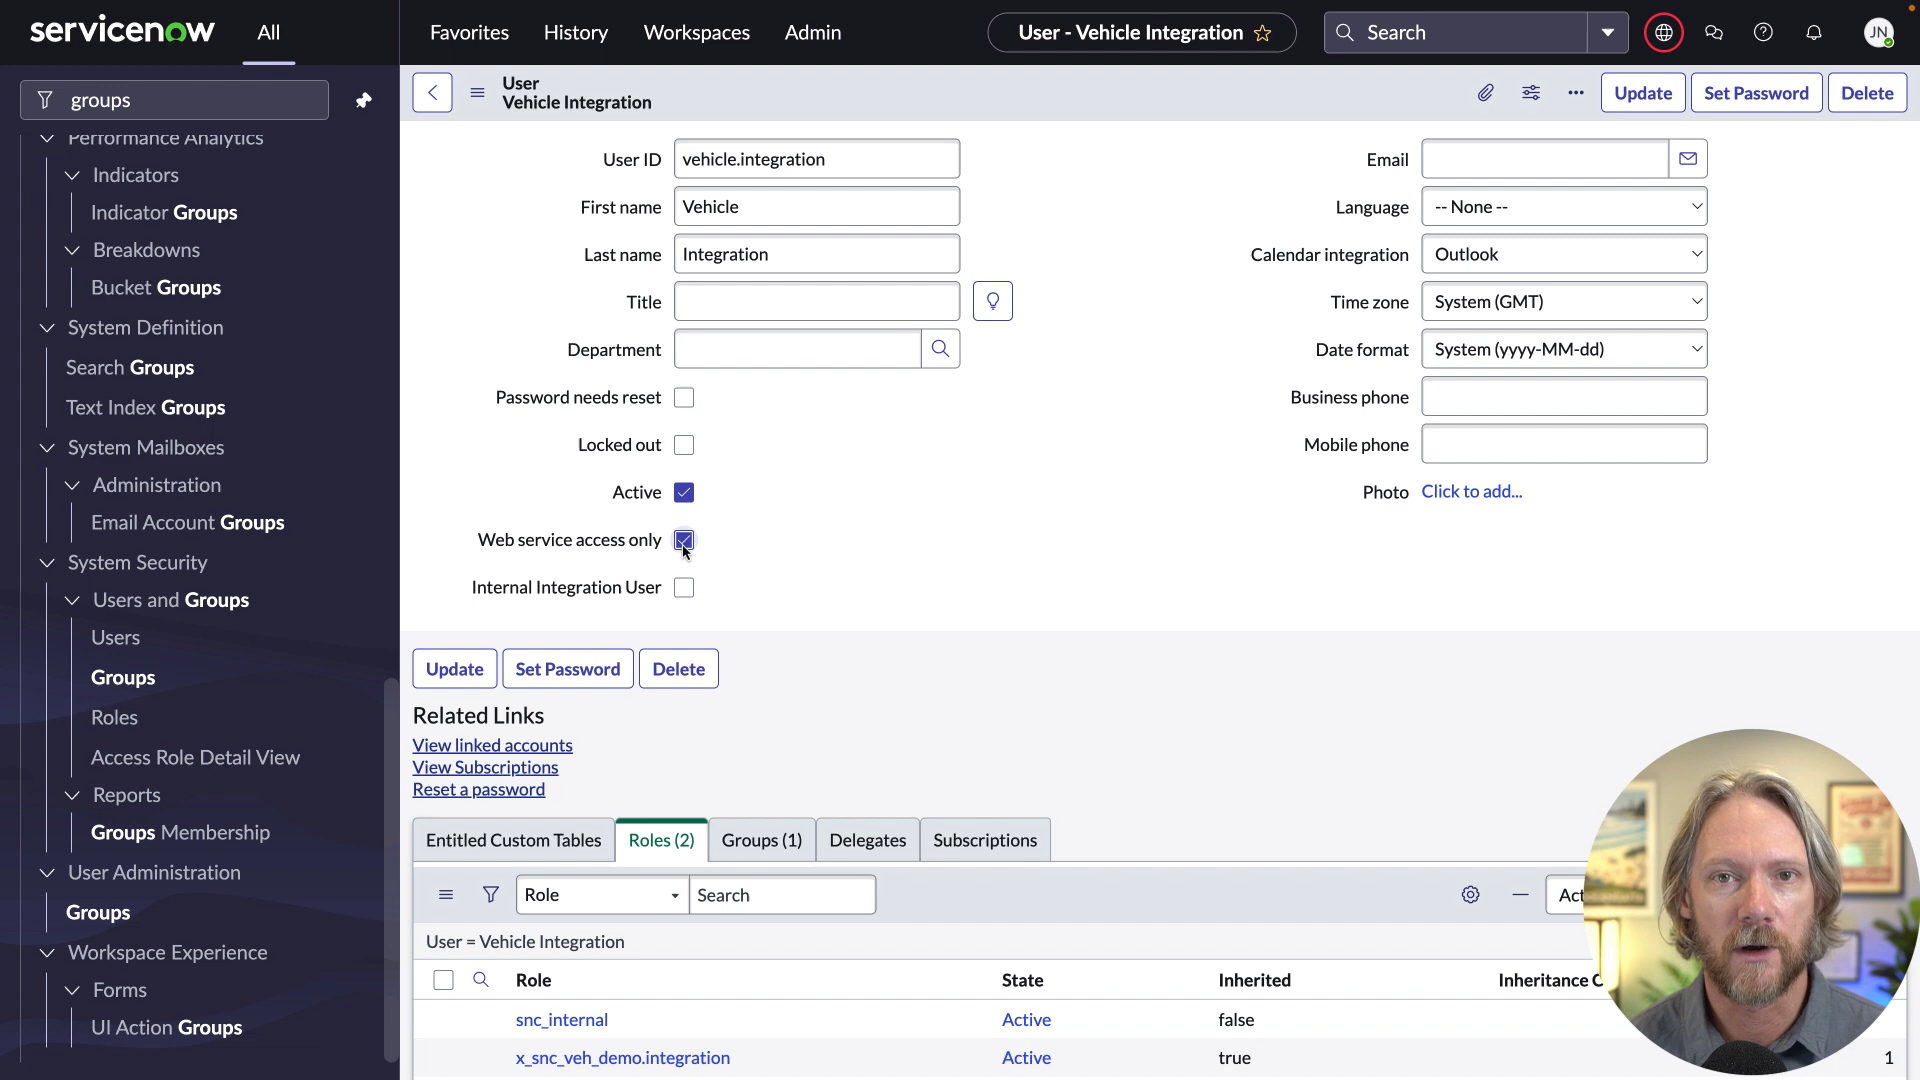 servicenow
All
Favorites
History
Workspaces
Admin
User - Vehicle Integration
Search
JN
groups
User
Vehicle Integration
Update
Set Password
Delete
Performance Analytics
Indicators
Indicator Groups
Breakdowns
Bucket Groups
System Definition
Search Groups
Text Index Groups
System Mailboxes
Administration
Email Account Groups
System Security
Users and Groups
Users
Groups
Roles
Access Role Detail View
Reports
Groups Membership
User Administration
Groups
Workspace Experience
Forms
UI Action Groups
User ID vehicle.integration
First name Vehicle
Last name Integration
Title
Department
Password needs reset
Locked out
Active
Web service access only
Internal Integration User
Email
Language -- None --
Calendar integration Outlook
Time zone System (GMT)
Date format System (yyyy-MM-dd)
Business phone
Mobile phone
Photo Click to add...
Update
Set Password
Delete
Related Links
View linked accounts
View Subscriptions
Reset a password
Entitled Custom Tables
Roles (2)
Groups (1)
Delegates
Subscriptions
Role
Search
User = Vehicle Integration
Role State Inherited Inheritance
snc_internal Active false
x_snc_veh_demo.integration Active true 1